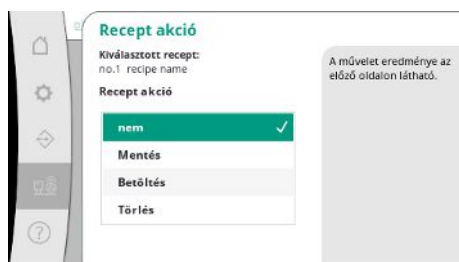 Recept akció
Kiválasztott recept:
no.1 recipe name
Recept akció
nem
Mentés
Betöltés
Törlés
A művelet eredménye az
előző oldalon látható.